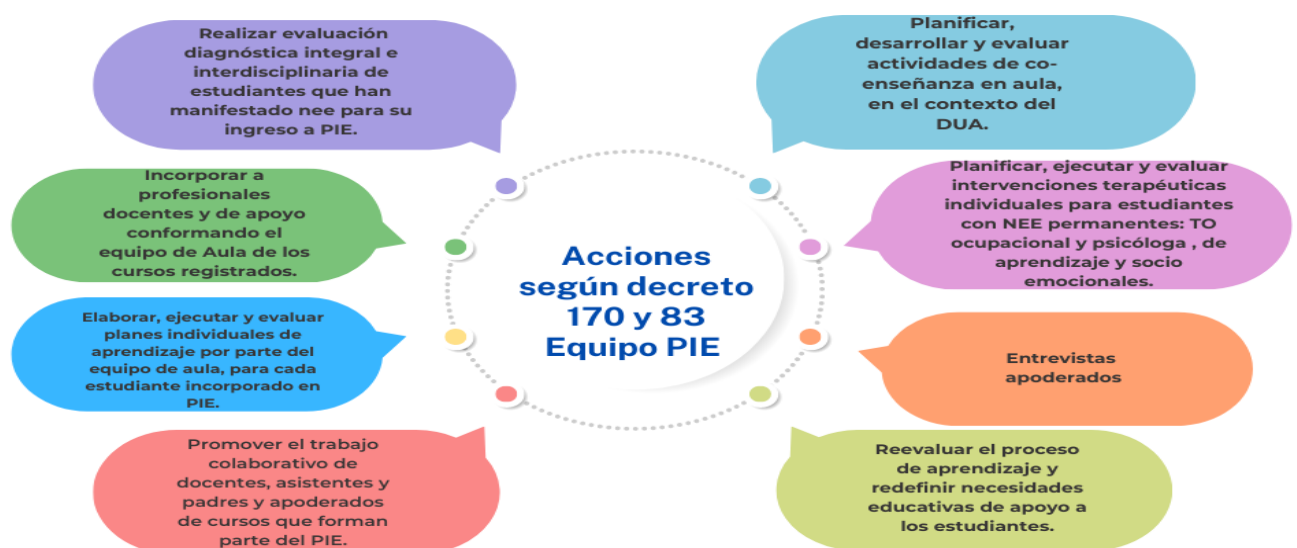 Realizar evaluación
diagnóstica integral e
interdisciplinaria de
estudiantes que han
manifestado nee para su
ingreso a PIE.
Incorporar a
profesionales
docentes y de apoyo
conformando el
equipo de Aula de los
cursos registrados.
Elaborar, ejecutar y evaluar
planes individuales de
aprendizaje por parte del
equipo de aula, para cada
estudiante incorporado en
PIE.
Promover el trabajo
colaborativo de
docentes, asistentes y
padres y apoderados
de cursos que forman
parte del PIE.
Acciones
según decreto
170 y 83
Equipo PIE
Planificar,
desarrollar y evaluar
actividades de co-
enseñanza en aula,
en el contexto del
DUA.
Planificar, ejecutar y evaluar
intervenciones terapéuticas
individuales para estudiantes
con NEE permanentes: TO
ocupacional y psicóloga , de
aprendizaje y socio
emocionales.
Entrevistas
apoderados
Reevaluar el proceso
de aprendizaje y
redefinir necesidades
educativas de apoyo a
los estudiantes.